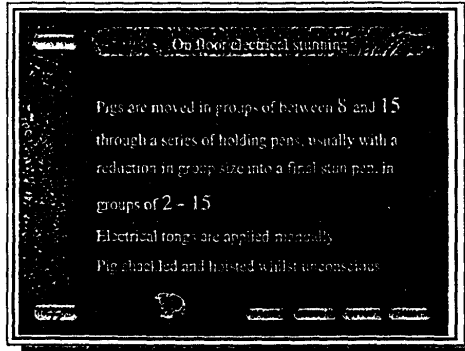 On floor electrical stunning
Pigs are moved in groups of between 8 and 15
through a series of holding pens, usually with a
reduction in group size into a final stun pen, in
groups of 2 - 15
Electrical tongs are applied manually
Pig shackled and hoisted whilst unconscious